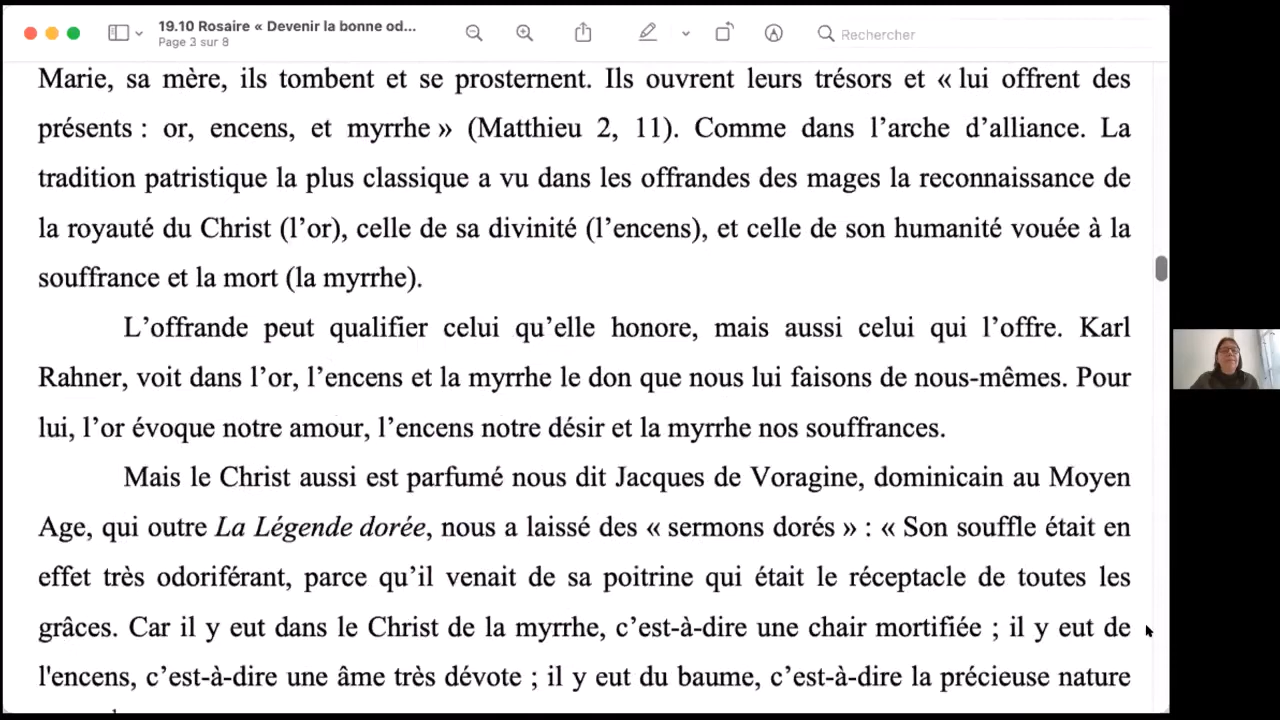 19.10 Rosaire « Devenir la bonne od...
Page 3 sur 8
Rechercher
Marie, sa mère, ils tombent et se prosternent. Ils ouvrent leurs trésors et « lui offrent des
présents : or, encens, et myrrhe » (Matthieu 2, 11). Comme dans l’arche d’alliance. La
tradition patristique la plus classique a vu dans les offrandes des mages la reconnaissance de
la royauté du Christ (l’or), celle de sa divinité (l’encens), et celle de son humanité vouée à la
souffrance et la mort (la myrrhe).
L’offrande peut qualifier celui qu’elle honore, mais aussi celui qui l’offre. Karl
Rahner, voit dans l’or, l’encens et la myrrhe le don que nous lui faisons de nous-mêmes. Pour
lui, l’or évoque notre amour, l’encens notre désir et la myrrhe nos souffrances.
Mais le Christ aussi est parfumé nous dit Jacques de Voragine, dominicain au Moyen
Age, qui outre La Légende dorée, nous a laissé des « sermons dorés » : « Son souffle était en
effet très odoriférant, parce qu’il venait de sa poitrine qui était le réceptacle de toutes les
grâces. Car il y eut dans le Christ de la myrrhe, c’est-à-dire une chair mortifiée ; il y eut de
l'encens, c’est-à-dire une âme très dévote ; il y eut du baume, c’est-à-dire la précieuse nature